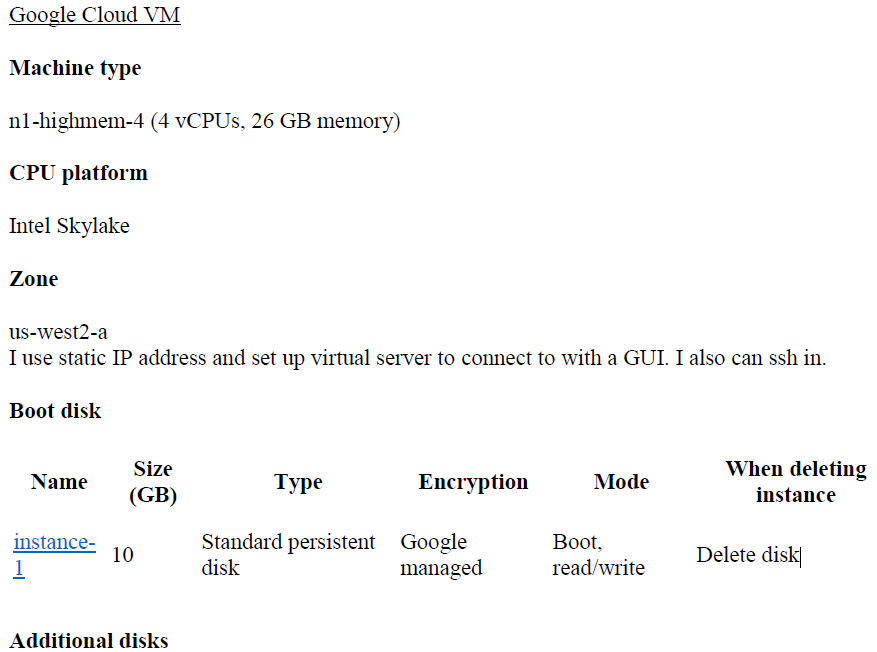 Google Cloud VM
Machine type
n1-highmem-4 (4 vCPUs, 26 GB memory)
CPU platform
Intel Skylake
Zone
us-west2-a
I use static IP address and set up virtual server to connect to with a GUI. I also can ssh in.
Boot disk
Name Size (GB) Type Encryption Mode When deleting instance
instance-1 10 Standard persistent disk Google managed Boot, read/write Delete disk
Additional disks